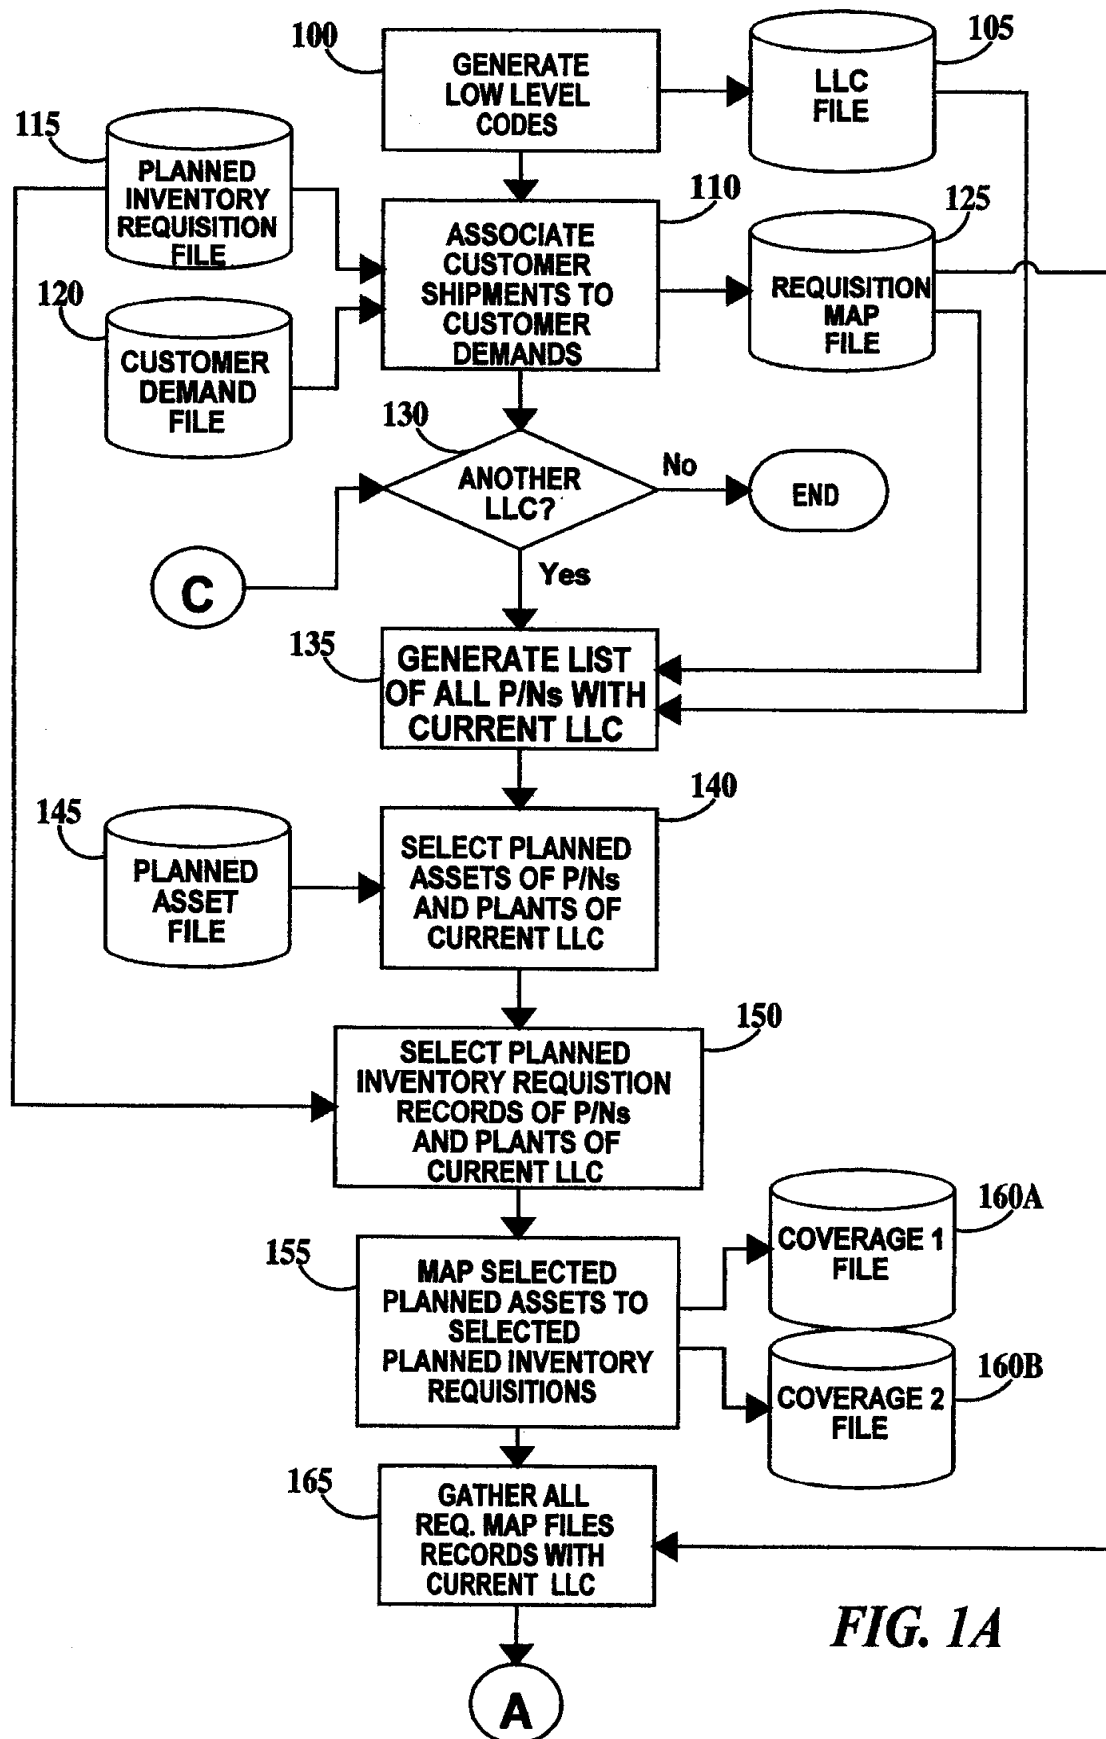 100
GENERATE
LOW LEVEL
CODES
105
LLC
FILE
115
PLANNED
INVENTORY
REQUISITION
FILE
110
ASSOCIATE
CUSTOMER
SHIPMENTS TO
CUSTOMER
DEMANDS
125
REQUISITION
MAP
FILE
120
CUSTOMER
DEMAND
FILE
130
ANOTHER
LLC?
No
END
Yes
C
135
GENERATE LIST
OF ALL P/Ns WITH
CURRENT LLC
140
SELECT PLANNED
ASSETS OF P/Ns
AND PLANTS OF
CURRENT LLC
145
PLANNED
ASSET
FILE
150
SELECT PLANNED
INVENTORY REQUISTION
RECORDS OF P/Ns
AND PLANTS OF
CURRENT LLC
155
MAP SELECTED
PLANNED ASSETS TO
SELECTED
PLANNED INVENTORY
REQUISITIONS
160A
COVERAGE 1
FILE
160B
COVERAGE 2
FILE
165
GATHER ALL
REQ. MAP FILES
RECORDS WITH
CURRENT LLC
A
FIG. 1A